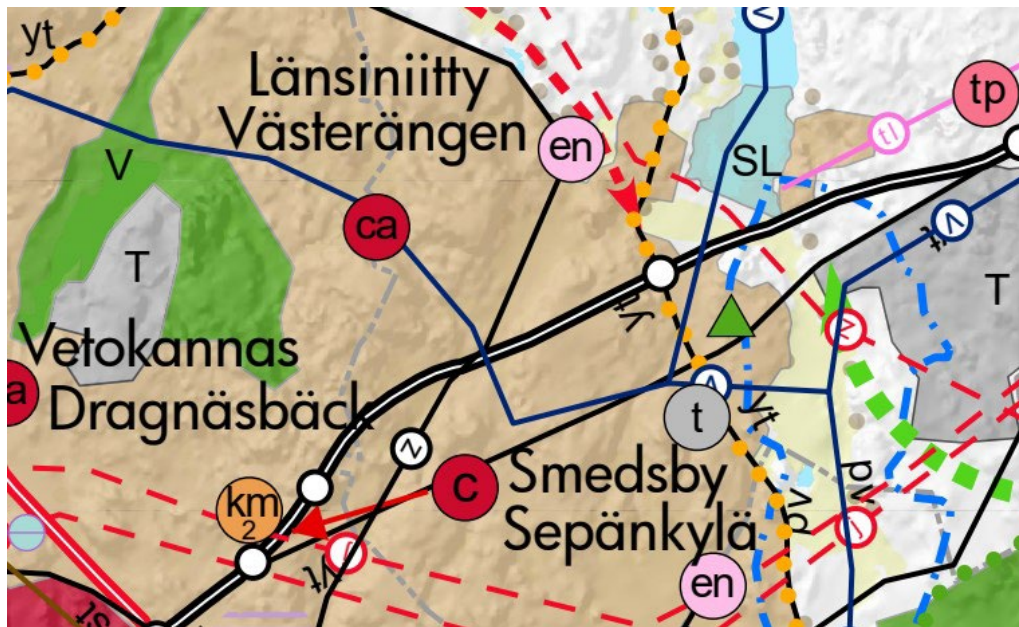 yt
Länsiniitty
Västerängen
en
tp
tl
V
SL
v
ca
T
yt
v
T
yt
z
Vetokannas
Dragnäsbäck
a
v
t
yt
z
c
Smedsby
Sepänkylä
km
2
pv
pv
j
j
yt
en
st